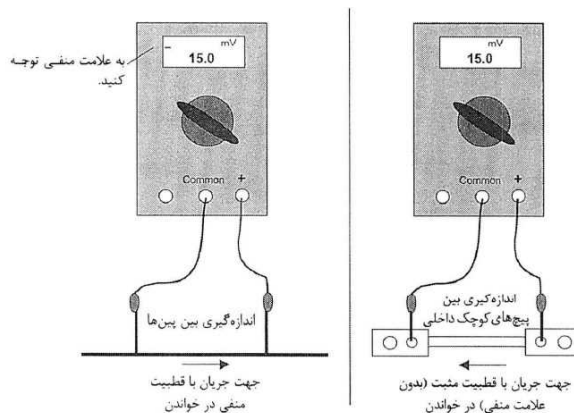 به علامت منفی توجه
کنید.
– mV
15.0
Common +
اندازه‌گیری بین پین‌ها
جهت جریان با قطبیت
منفی در خواندن
mV
15.0
Common +
اندازه‌گیری بین
پیچ‌های کوچک داخلی
جهت جریان با قطبیت مثبت (بدون
علامت منفی) در خواندن